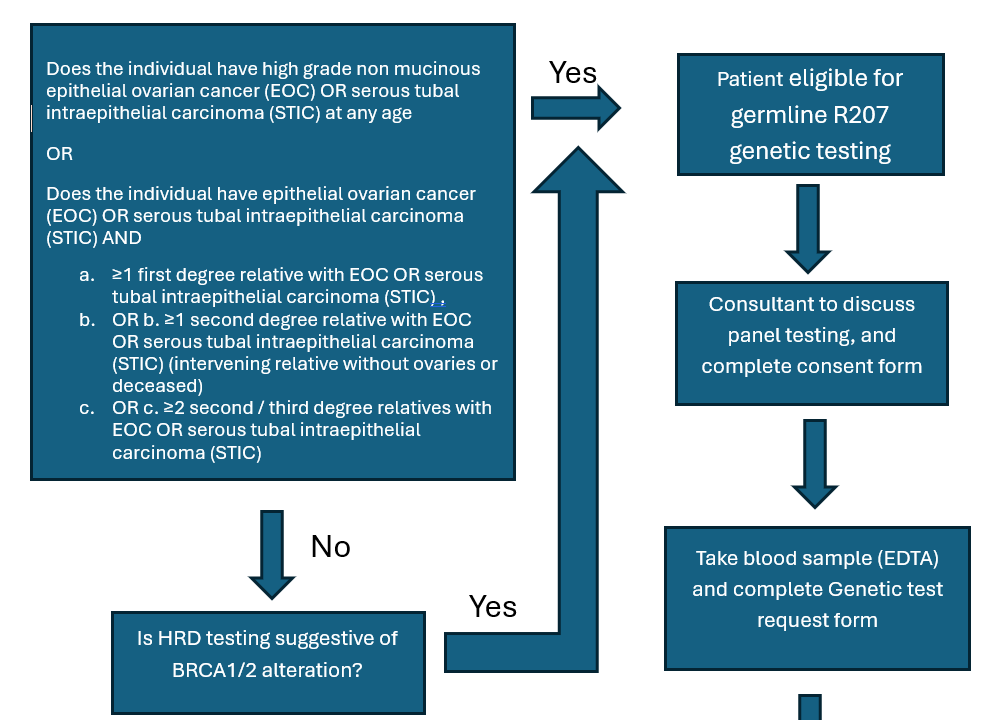 Does the individual have high grade non mucinous
epithelial ovarian cancer (EOC) OR serous tubal
intraepithelial carcinoma (STIC) at any age
OR
Does the individual have epithelial ovarian cancer
(EOC) OR serous tubal intraepithelial carcinoma
(STIC) AND
a. ≥1 first degree relative with EOC OR serous
tubal intraepithelial carcinoma (STIC) .
b. OR b. ≥1 second degree relative with EOC
OR serous tubal intraepithelial carcinoma
(STIC) (intervening relative without ovaries or
deceased)
c. OR c. ≥2 second / third degree relatives with
EOC OR serous tubal intraepithelial
carcinoma (STIC)
Yes
Patient eligible for
germline R207
genetic testing
Consultant to discuss
panel testing, and
complete consent form
No
Is HRD testing suggestive of
BRCA1/2 alteration?
Yes
Take blood sample (EDTA)
and complete Genetic test
request form